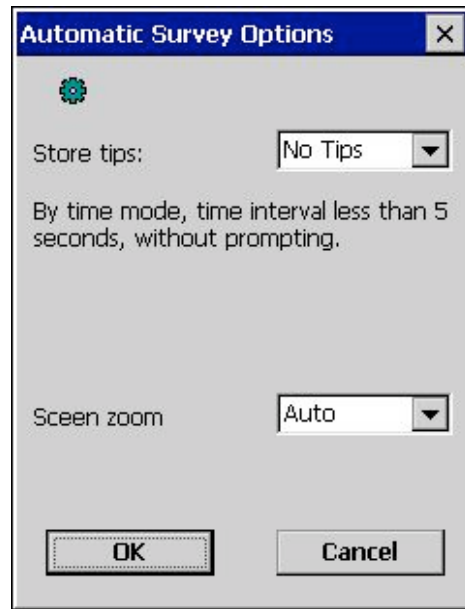 Automatic Survey Options
Store tips: No Tips
By time mode, time interval less than 5
seconds, without prompting.
Sceen zoom Auto
OK Cancel